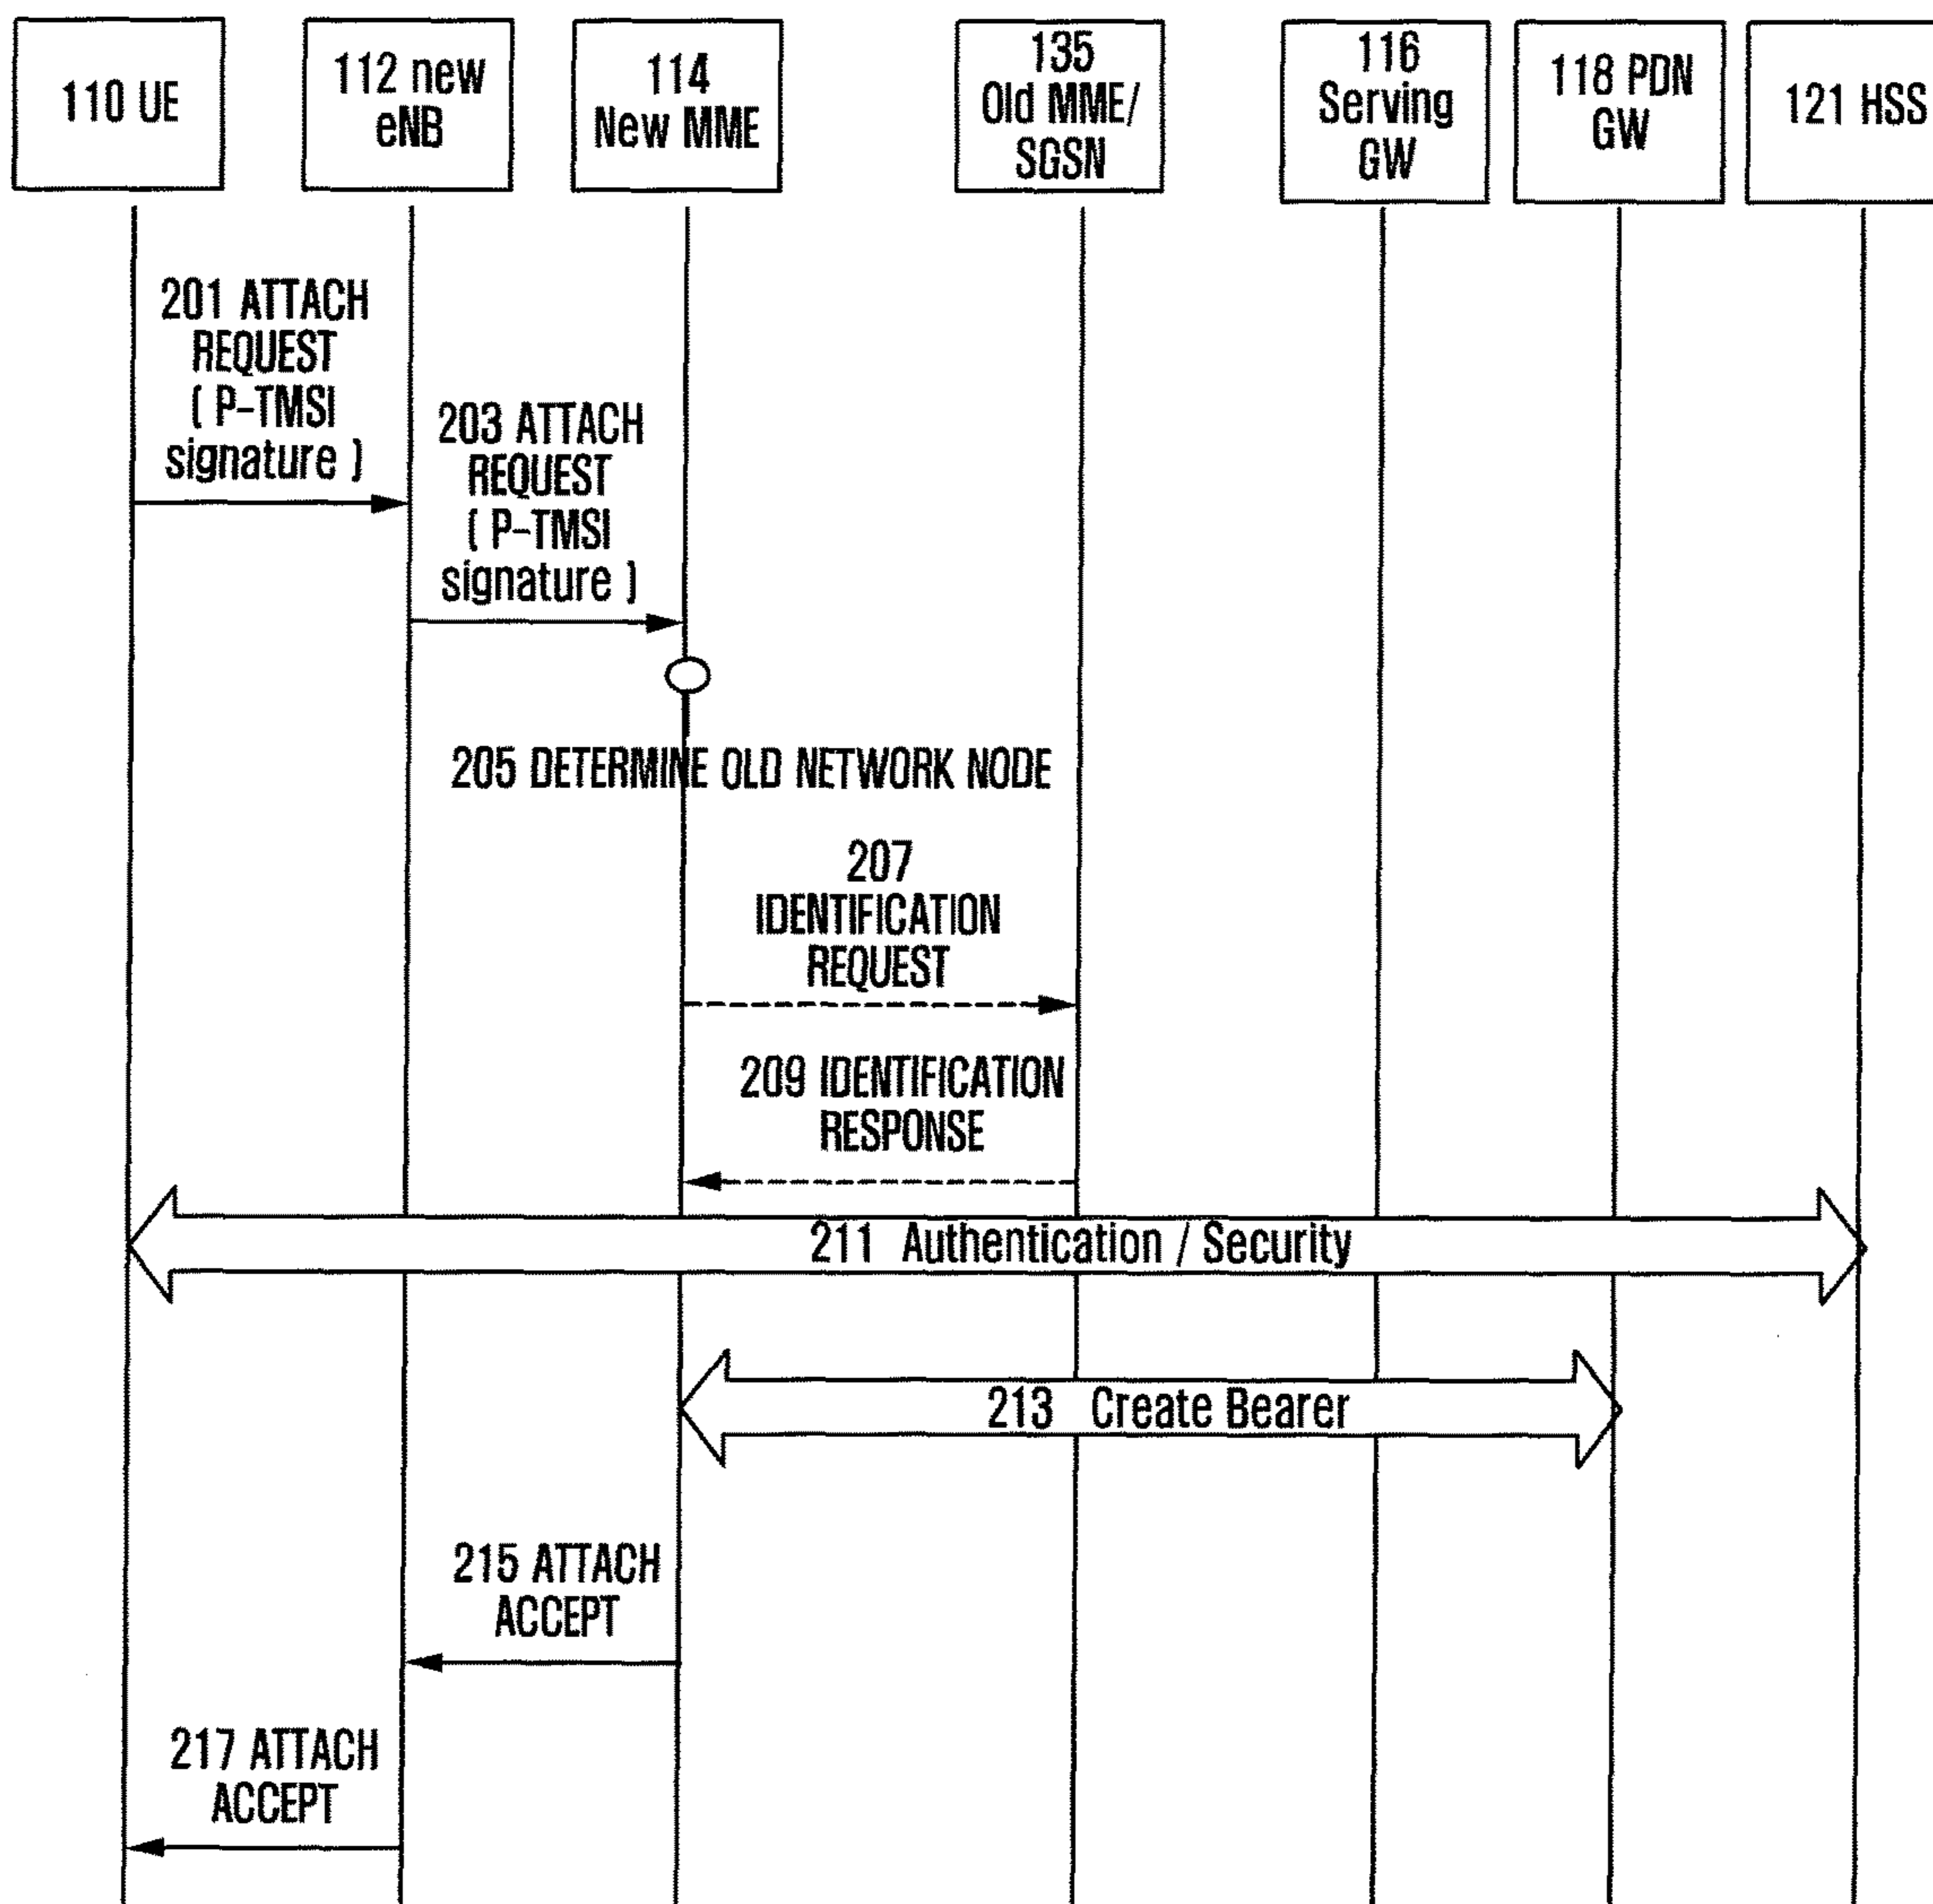 110 UE
112 new
eNB
114
New MME
135
Old MME/
SGSN
116
Serving
GW
118 PDN
GW
121 HSS
201 ATTACH
REQUEST
( P-TMSI
signature )
203 ATTACH
REQUEST
( P-TMSI
signature )
205 DETERMINE OLD NETWORK NODE
207
IDENTIFICATION
REQUEST
209 IDENTIFICATION
RESPONSE
211 Authentication / Security
213 Create Bearer
215 ATTACH
ACCEPT
217 ATTACH
ACCEPT